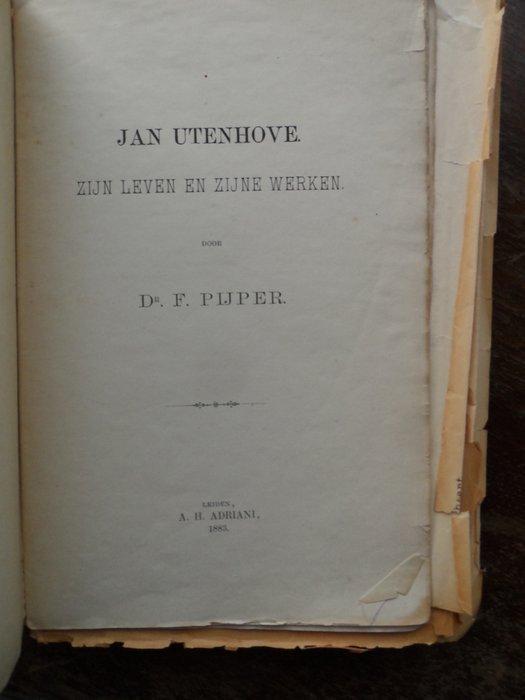 JAN UTENHOVE.
ZIJN LEVEN EN ZIJNE WERKEN.
DOOR
DR. F. PIJPER.
LEIDEN,
A. H. ADRIANI,
1883.